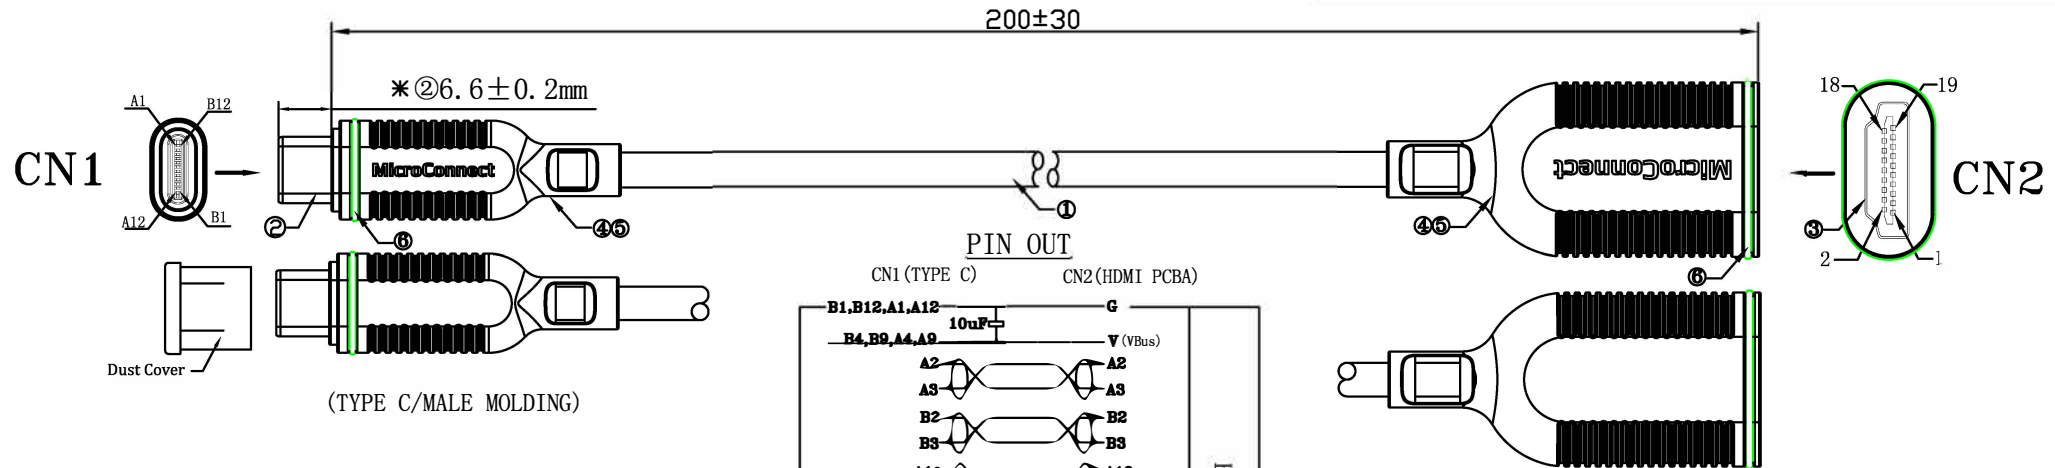 200±30
*②6.6±0.2mm
A1
B12
18
19
CN1
MicroConnect
MicroConnect
CN2
A12
B1
②
⑥
④⑤
①
④⑤
③
2
1
⑥
PIN OUT
CN1(TYPE C)
CN2(HDMI PCBA)
B1,B12,A1,A12
G
10uF
B4,B9,A4,A9
V(VBus)
A2
A2
A3
A3
B2
B2
B3
B3
Dust Cover
(TYPE C/MALE MOLDING)